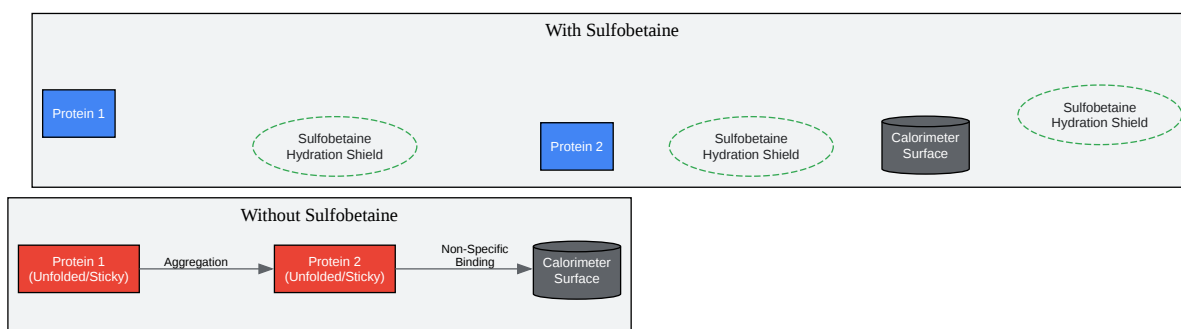 With Sulfobetaine
Protein 1
Sulfobetaine
Hydration Shield
Protein 2
Sulfobetaine
Hydration Shield
Calorimeter
Surface
Sulfobetaine
Hydration Shield
Without Sulfobetaine
Protein 1
(Unfolded/Sticky)
Aggregation
Protein 2
(Unfolded/Sticky)
Non-Specific
Binding
Calorimeter
Surface